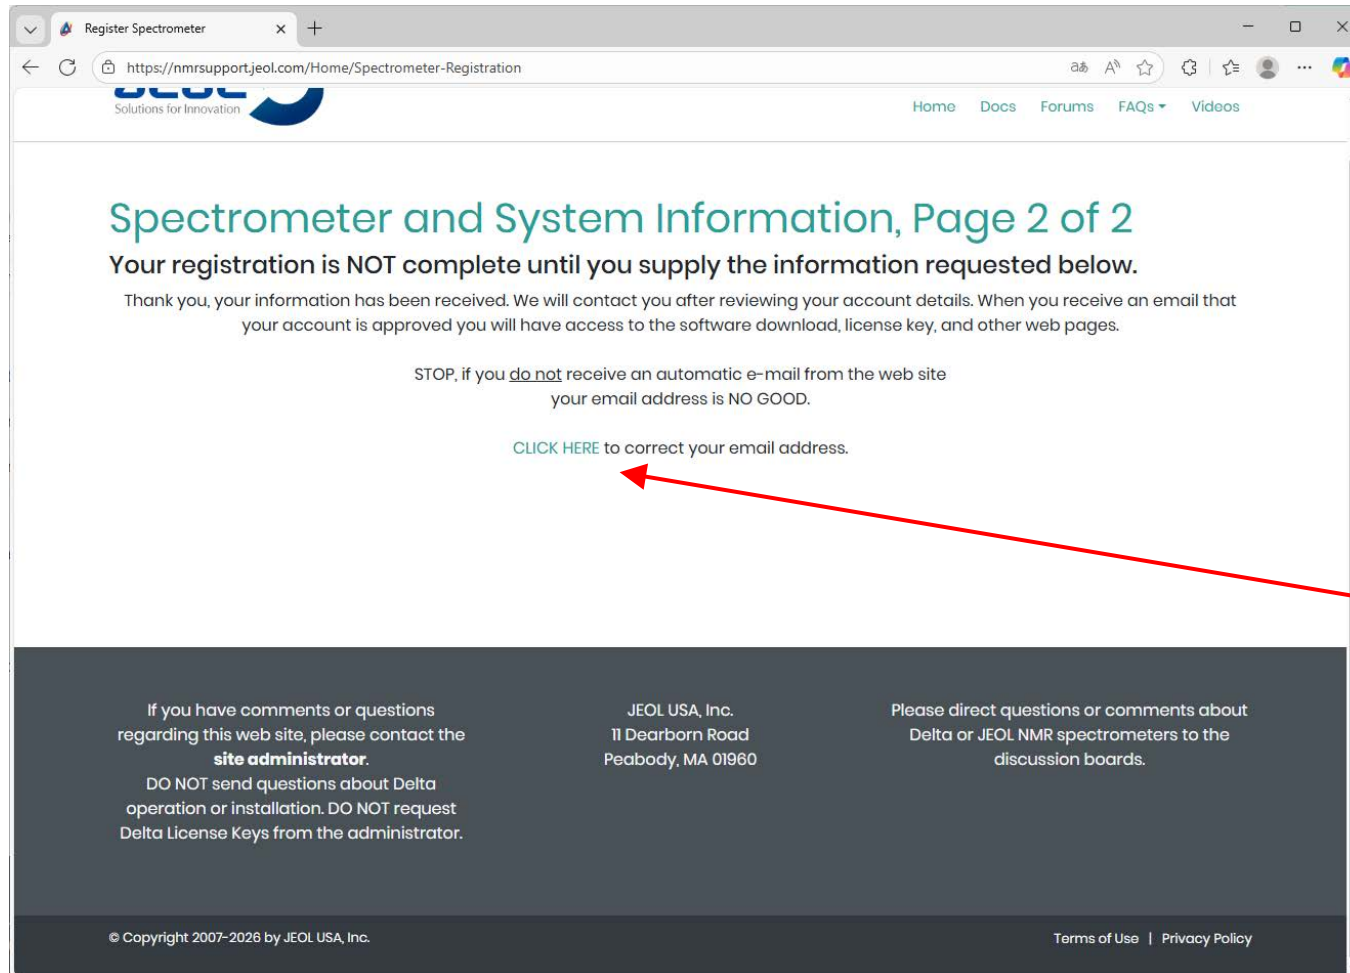 Register Spectrometer
https://nmrsupport.jeol.com/Home/Spectrometer-Registration
JEOL
Solutions for Innovation
Home Docs Forums FAQs Videos
Spectrometer and System Information, Page 2 of 2
Your registration is NOT complete until you supply the information requested below.
Thank you, your information has been received. We will contact you after reviewing your account details. When you receive an email that
your account is approved you will have access to the software download, license key, and other web pages.
STOP, if you do not receive an automatic e-mail from the web site
your email address is NO GOOD.
CLICK HERE to correct your email address.
If you have comments or questions
regarding this web site, please contact the
site administrator.
DO NOT send questions about Delta
operation or installation. DO NOT request
Delta License Keys from the administrator.
JEOL USA, Inc.
11 Dearborn Road
Peabody, MA 01960
Please direct questions or comments about
Delta or JEOL NMR spectrometers to the
discussion boards.
© Copyright 2007-2026 by JEOL USA, Inc.
Terms of Use | Privacy Policy